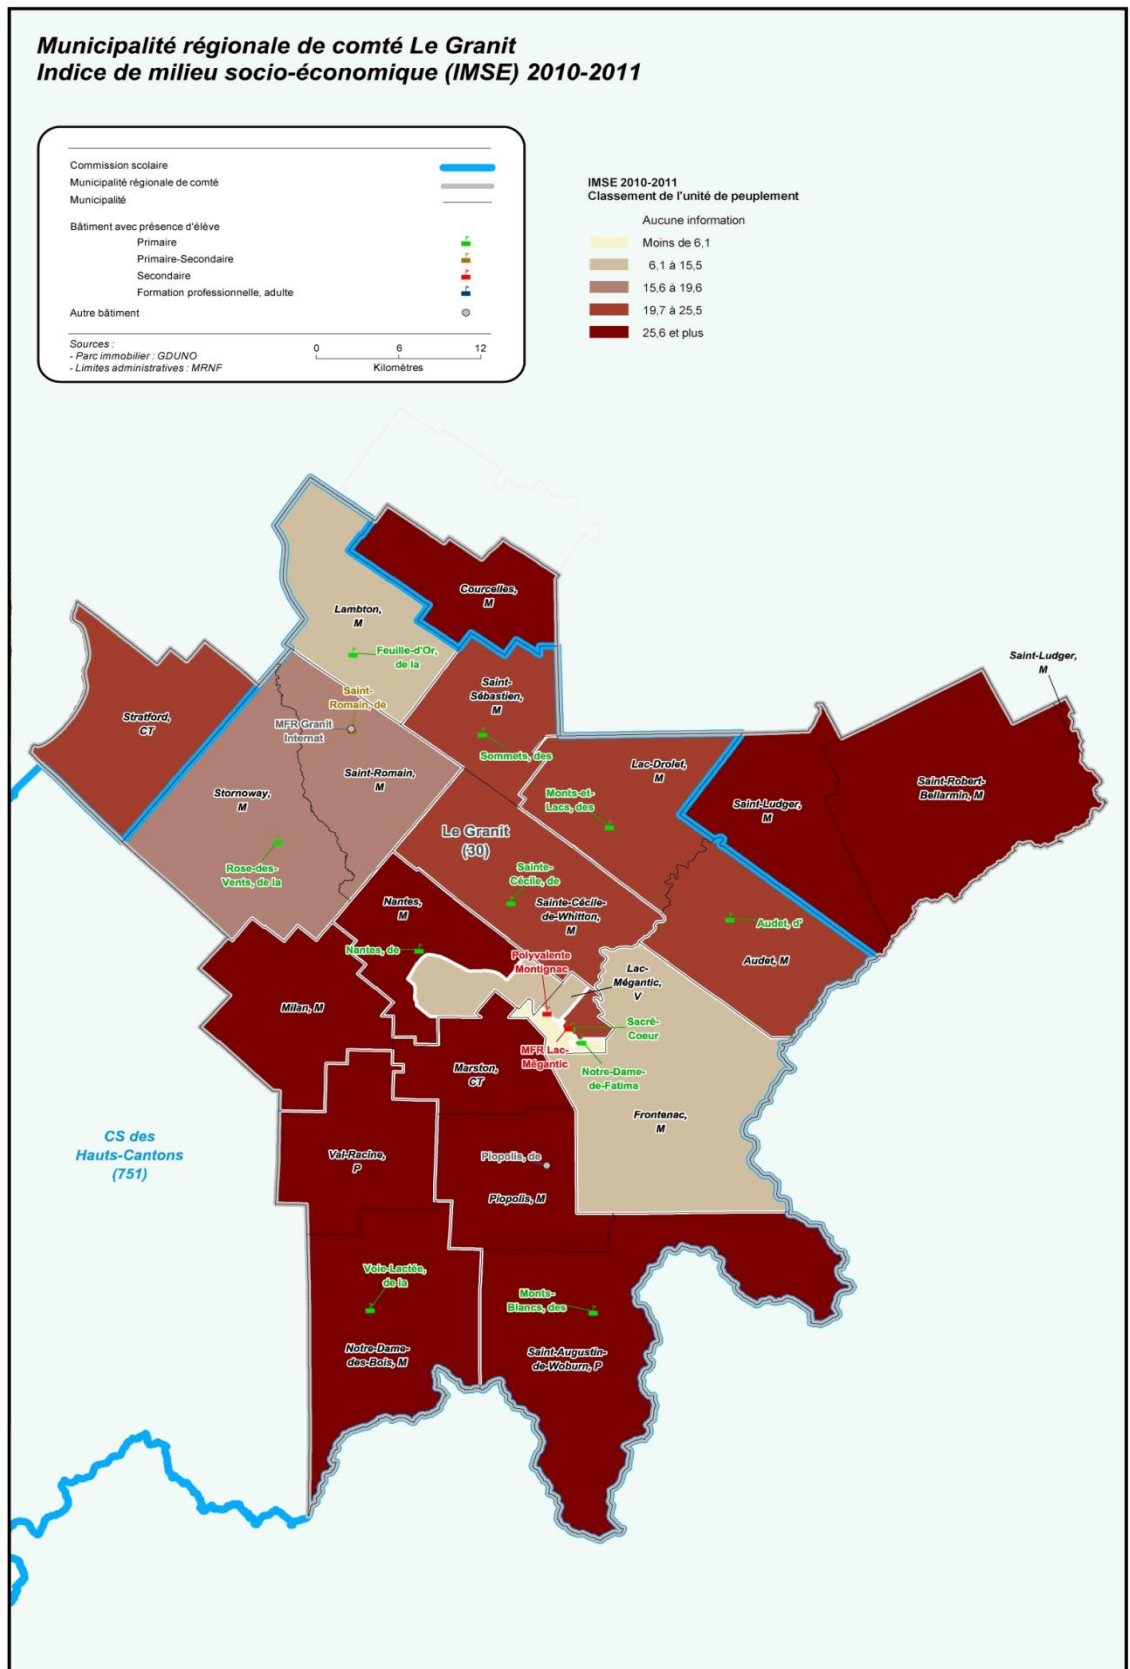 Municipalité régionale de comté Le Granit
Indice de milieu socio-économique (IMSE) 2010-2011
Commission scolaire
Municipalité régionale de comté
Municipalité
Bâtiment avec présence d'élève
Primaire
Primaire-Secondaire
Secondaire
Formation professionnelle, adulte
Autre bâtiment
Sources :
- Parc immobilier : GDUNO
- Limites administratives : MRNF
0 6 12
Kilomètres
IMSE 2010-2011
Classement de l'unité de peuplement
Aucune information
Moins de 6,1
6,1 à 15,5
15,6 à 19,6
19,7 à 25,5
25,6 et plus
Courcelles,
M
Lambton,
M
Feuille-d'Or,
de la
Saint-Ludger,
M
Saint-
Sébastien,
M
Saint-
Romain, de
Stratford,
CT
MFR Granit
Internat
Sommets, des
Lac-Drolet,
M
Saint-Romain,
M
Saint-Robert-
Bellarmin, M
Stornoway,
M
Monts-et-
Lacs, des
Saint-Ludger,
M
Le Granit
(30)
Rose-des-
Vents, de la
Sainte-
Cécile, de
Nantes,
M
Sainte-Cécile-
de-Whitton,
M
Audet, d'
Nantes, de
Polyvalente
Montignac
Audet, M
Lac-
Mégantic,
V
Milan, M
Sacré-
Coeur
MFR Lac-
Mégantic
Marston,
CT
Notre-Dame-
de-Fatima
Frontenac,
M
CS des
Hauts-Cantons
(751)
Val-Racine,
P
Piopolis, de
Piopolis, M
Voie-Lactée,
de la
Monts-
Blancs, des
Notre-Dame-
des-Bois, M
Saint-Augustin-
de-Woburn, P